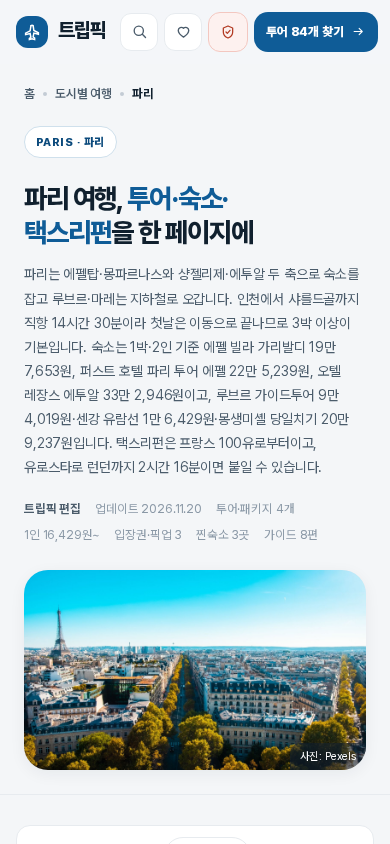 트립픽
투어 84개 찾기 →
홈 • 도시별 여행 • 파리
PARIS · 파리
파리 여행, 투어·숙소·
택스리펀을 한 페이지에
파리는 에펠탑·몽파르나스와 샹젤리제·에투알 두 축으로 숙소를
잡고 루브르·마레는 지하철로 오갑니다. 인천에서 샤를드골까지
직항 14시간 30분이라 첫날은 이동으로 끝나므로 3박 이상이
기본입니다. 숙소는 1박·2인 기준 에펠 빌라 가리발디 19만
7,653원, 퍼스트 호텔 파리 투어 에펠 22만 5,239원, 오텔
레장스 에투알 33만 2,946원이고, 루브르 가이드투어 9만
4,019원·센강 유람선 1만 6,429원·몽생미셸 당일치기 20만
9,237원입니다. 택스리펀은 프랑스 100유로부터이고,
유로스타로 런던까지 2시간 16분이면 붙일 수 있습니다.
트립픽 편집 업데이트 2026.11.20 투어·패키지 4개
1인 16,429원~ 입장권·픽업 3 찐숙소 3곳 가이드 8편
사진: Pexels